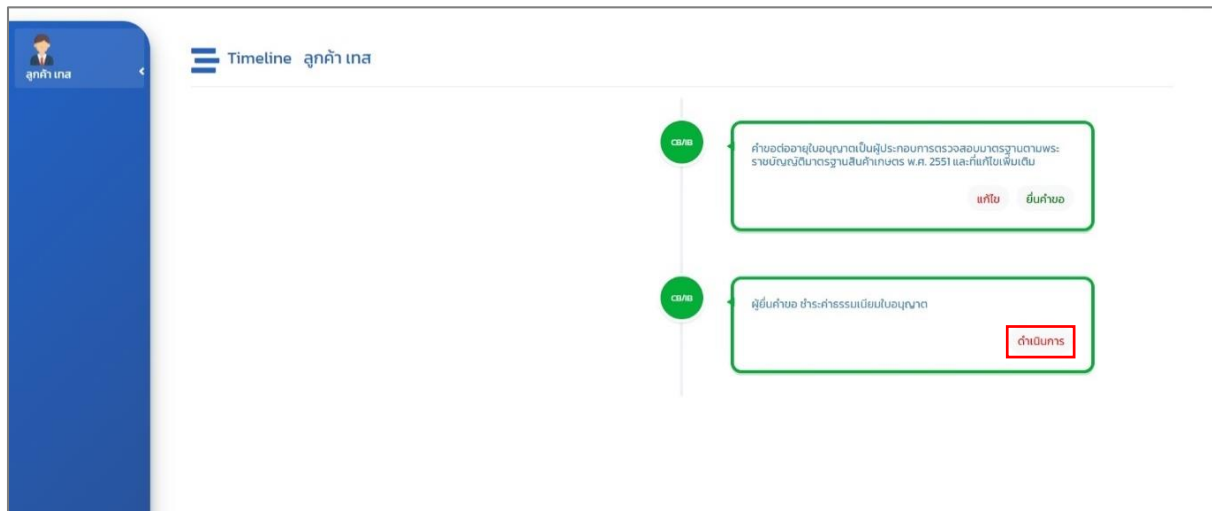 ลูกค้า เทส
Timeline ลูกค้า เทส
CB/IB
คำขอต่ออายุใบอนุญาตเป็นผู้ประกอบการตรวจสอบมาตรฐานตามพระ
ราชบัญญัติมาตรฐานสินค้าเกษตร พ.ศ. 2551 และที่แก้ไขเพิ่มเติม
แก้ไข ยื่นคำขอ
CB/IB
ผู้ยื่นคำขอ ชำระค่าธรรมเนียมใบอนุญาต
ดำเนินการ